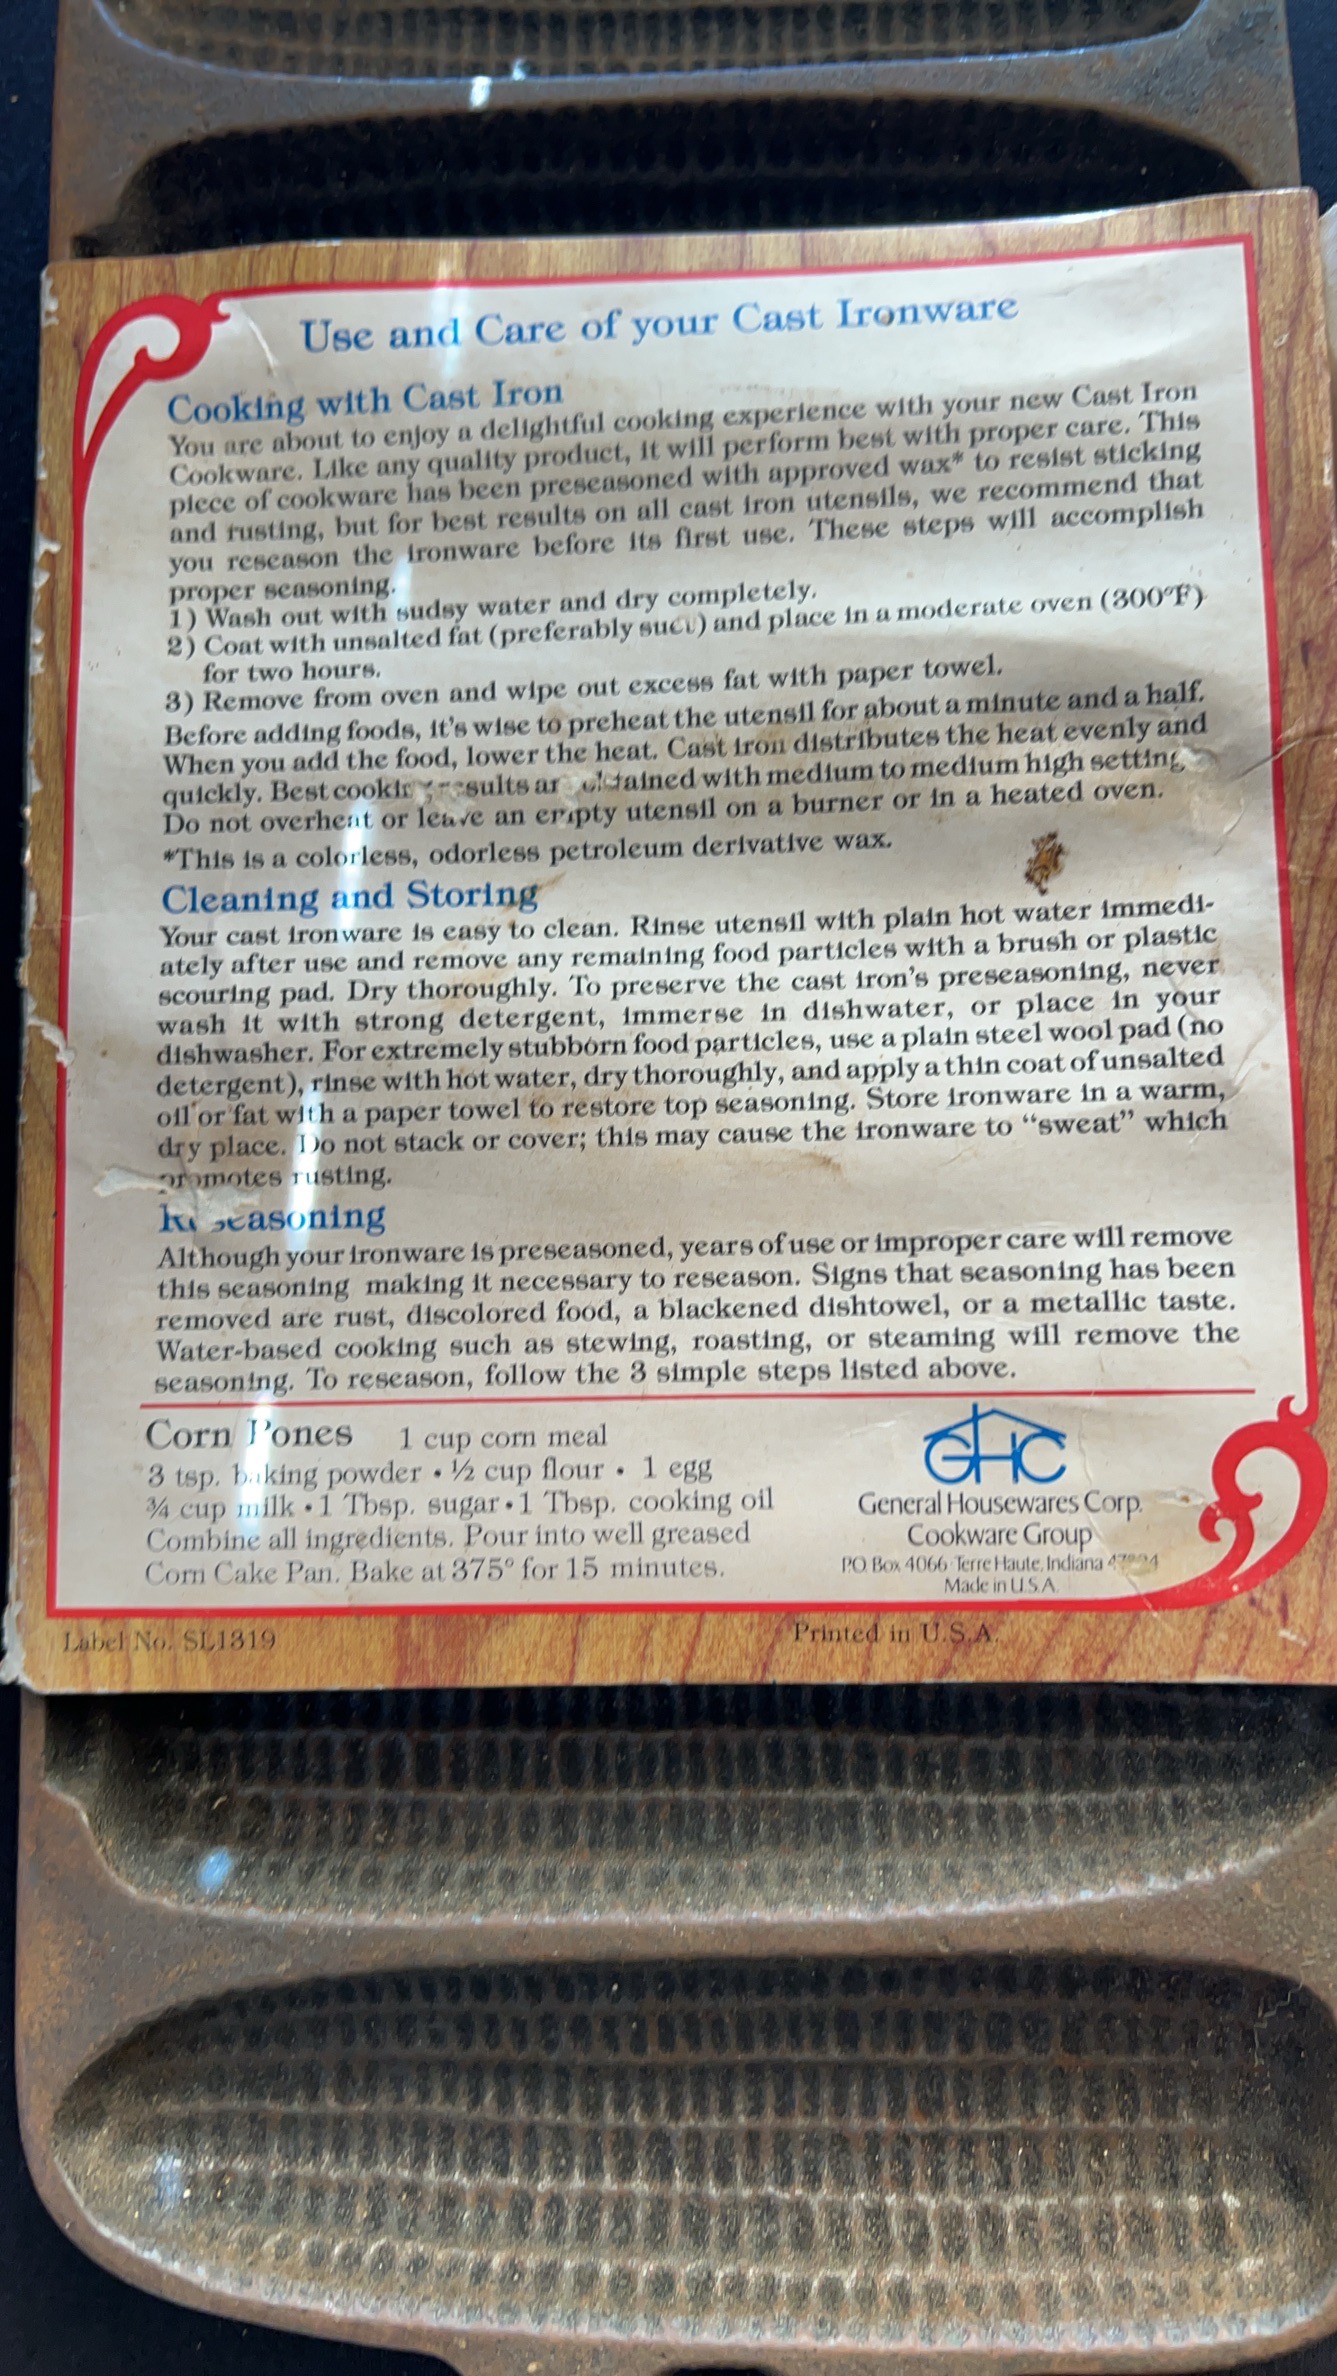 Use and Care of your Cast Ironware
Cooking with Cast Iron
You are about to enjoy a delightful cooking experience with your new Cast Iron
Cookware. Like any quality product, it will perform best with proper care. This
piece of cookware has been preseasoned with approved wax* to resist sticking
and rusting, but for best results on all cast iron utensils, we recommend that
you reseason the ironware before its first use. These steps will accomplish
proper seasoning.
1) Wash out with sudsy water and dry completely.
2) Coat with unsalted fat (preferably suet) and place in a moderate oven (300°F)
for two hours.
3) Remove from oven and wipe out excess fat with paper towel.
Before adding foods, it's wise to preheat the utensil for about a minute and a half.
When you add the food, lower the heat. Cast iron distributes the heat evenly and
quickly. Best cooking results are obtained with medium to medium high setting
Do not overheat or leave an empty utensil on a burner or in a heated oven.
*This is a colorless, odorless petroleum derivative wax.
Cleaning and Storing
Your cast ironware is easy to clean. Rinse utensil with plain hot water immedi-
ately after use and remove any remaining food particles with a brush or plastic
scouring pad. Dry thoroughly. To preserve the cast iron's preseasoning, never
wash it with strong detergent, immerse in dishwater, or place in your
dishwasher. For extremely stubborn food particles, use a plain steel wool pad (no
detergent), rinse with hot water, dry thoroughly, and apply a thin coat of unsalted
oil or fat with a paper towel to restore top seasoning. Store ironware in a warm,
dry place. Do not stack or cover; this may cause the ironware to “sweat” which
promotes rusting.
Reseasoning
Although your ironware is preseasoned, years of use or improper care will remove
this seasoning making it necessary to reseason. Signs that seasoning has been
removed are rust, discolored food, a blackened dishtowel, or a metallic taste.
Water-based cooking such as stewing, roasting, or steaming will remove the
seasoning. To reseason, follow the 3 simple steps listed above.
Corn Pones 1 cup corn meal
3 tsp. baking powder • ½ cup flour • 1 egg
¾ cup milk • 1 Tbsp. sugar • 1 Tbsp. cooking oil
Combine all ingredients. Pour into well greased
Corn Cake Pan. Bake at 375° for 15 minutes.
GHC
General Housewares Corp.
Cookware Group
P.O. Box 4066 Terre Haute, Indiana
Made in U.S.A.
Label No. SL1319
Printed in U.S.A.